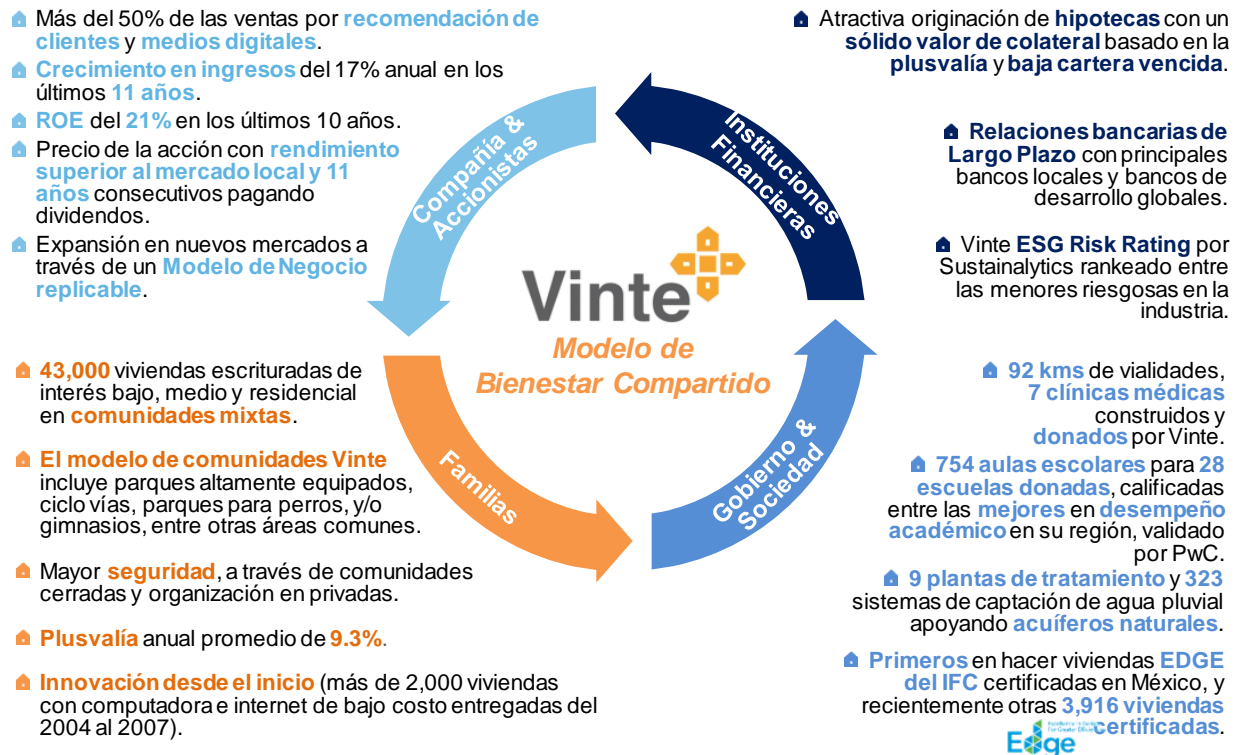 Más del 50% de las ventas por recomendación de
clientes y medios digitales.
Crecimiento en ingresos del 17% anual en los
últimos 11 años.
ROE del 21% en los últimos 10 años.
Precio de la acción con rendimiento
superior al mercado local y 11
años consecutivos pagando
dividendos.
Expansión en nuevos mercados a
través de un Modelo de Negocio
replicable.
43,000 viviendas escrituradas de
interés bajo, medio y residencial
en comunidades mixtas.
El modelo de comunidades Vinte
incluye parques altamente equipados,
ciclo vías, parques para perros, y/o
gimnasios, entre otras áreas comunes.
Mayor seguridad, a través de comunidades
cerradas y organización en privadas.
Plusvalía anual promedio de 9.3%.
Innovación desde el inicio (más de 2,000 viviendas
con computadora e internet de bajo costo entregadas del
2004 al 2007).
Compañía &
Accionistas
Instituciones
Financieras
Vinte
Modelo de
Bienestar Compartido
Familias
Gobierno &
Sociedad
Atractiva originación de hipotecas con un
sólido valor de colateral basado en la
plusvalía y baja cartera vencida.
Relaciones bancarias de
Largo Plazo con principales
bancos locales y bancos de
desarrollo globales.
Vinte ESG Risk Rating por
Sustainalytics rankeado entre
las menores riesgosas en la
industria.
92 kms de vialidades,
7 clínicas médicas
construidos y
donados por Vinte.
754 aulas escolares para 28
escuelas donadas, calificadas
entre las mejores en desempeño
académico en su región, validado
por PwC.
9 plantas de tratamiento y 323
sistemas de captación de agua pluvial
apoyando acuíferos naturales.
Primeros en hacer viviendas EDGE
del IFC certificadas en México, y
recientemente otras 3,916 viviendas
certificadas.
Edge